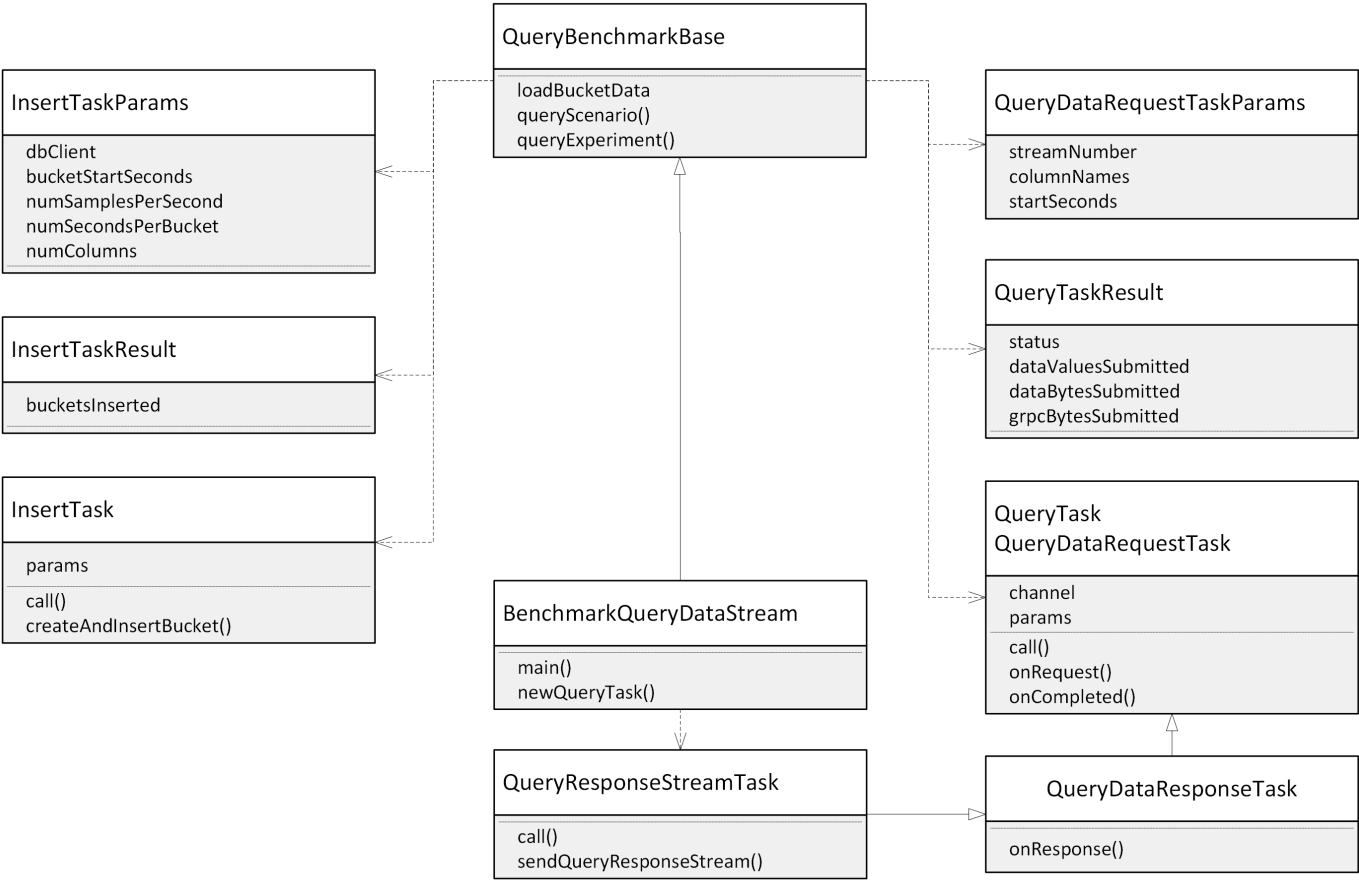 QueryBenchmarkBase
loadBucketData
queryScenario()
queryExperiment()
InsertTaskParams
dbClient
bucketStartSeconds
numSamplesPerSecond
numSecondsPerBucket
numColumns
QueryDataRequestTaskParams
streamNumber
columnNames
startSeconds
InsertTaskResult
bucketsInserted
QueryTaskResult
status
dataValuesSubmitted
dataBytesSubmitted
grpcBytesSubmitted
InsertTask
params
call()
createAndInsertBucket()
QueryTask
QueryDataRequestTask
channel
params
call()
onRequest()
onCompleted()
BenchmarkQueryDataStream
main()
newQueryTask()
QueryResponseStreamTask
call()
sendQueryResponseStream()
QueryDataResponseTask
onResponse()